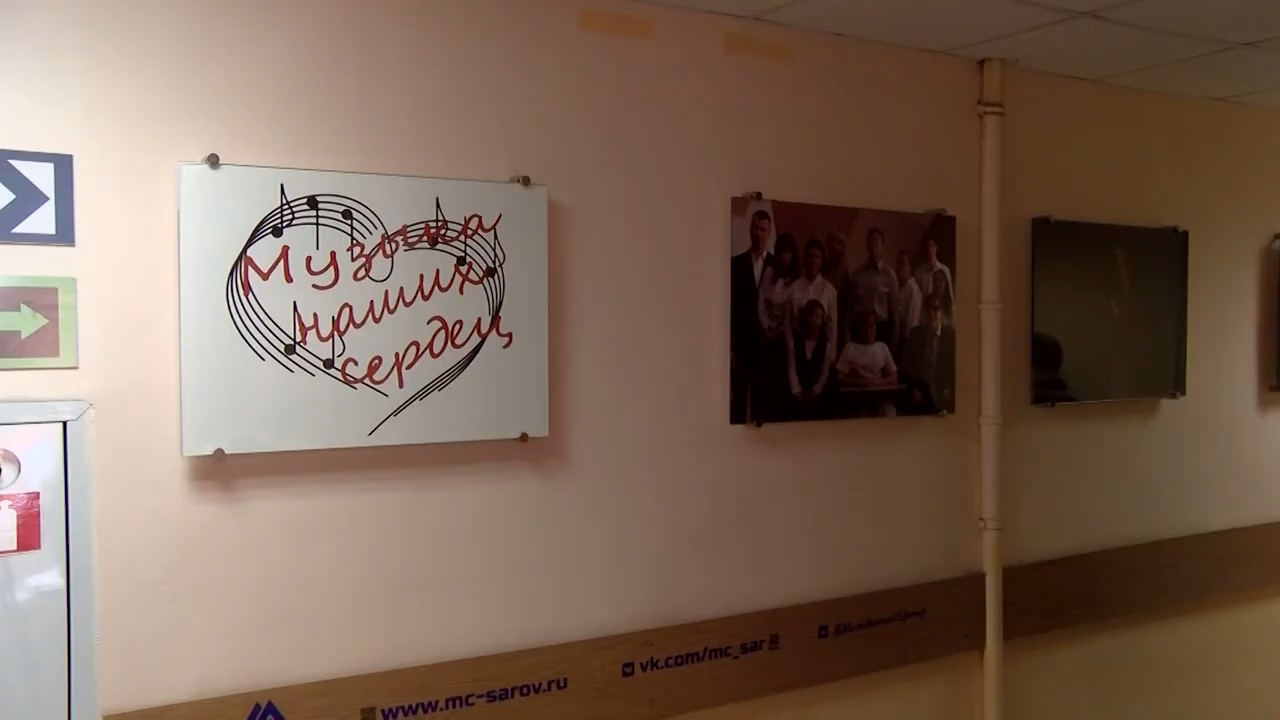 Музыка
наших
сердец
www.mc-sarov.ru
vk.com/mc_sar